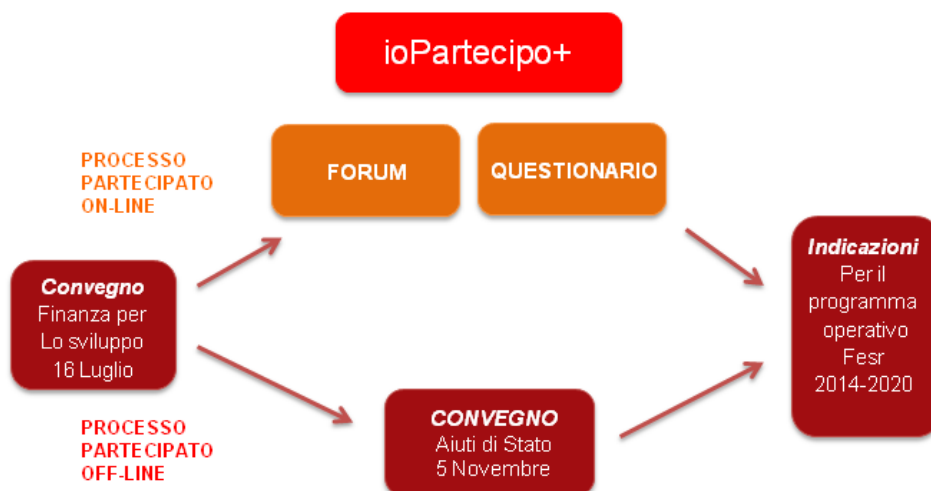 ioPartecipo+
PROCESSO
PARTECIPATO
ON-LINE
FORUM
QUESTIONARIO
Convegno
Finanza per
Lo sviluppo
16 Luglio
Indicazioni
Per il
programma
operativo
Fesr
2014-2020
PROCESSO
PARTECIPATO
OFF-LINE
CONVEGNO
Aiuti di Stato
5 Novembre